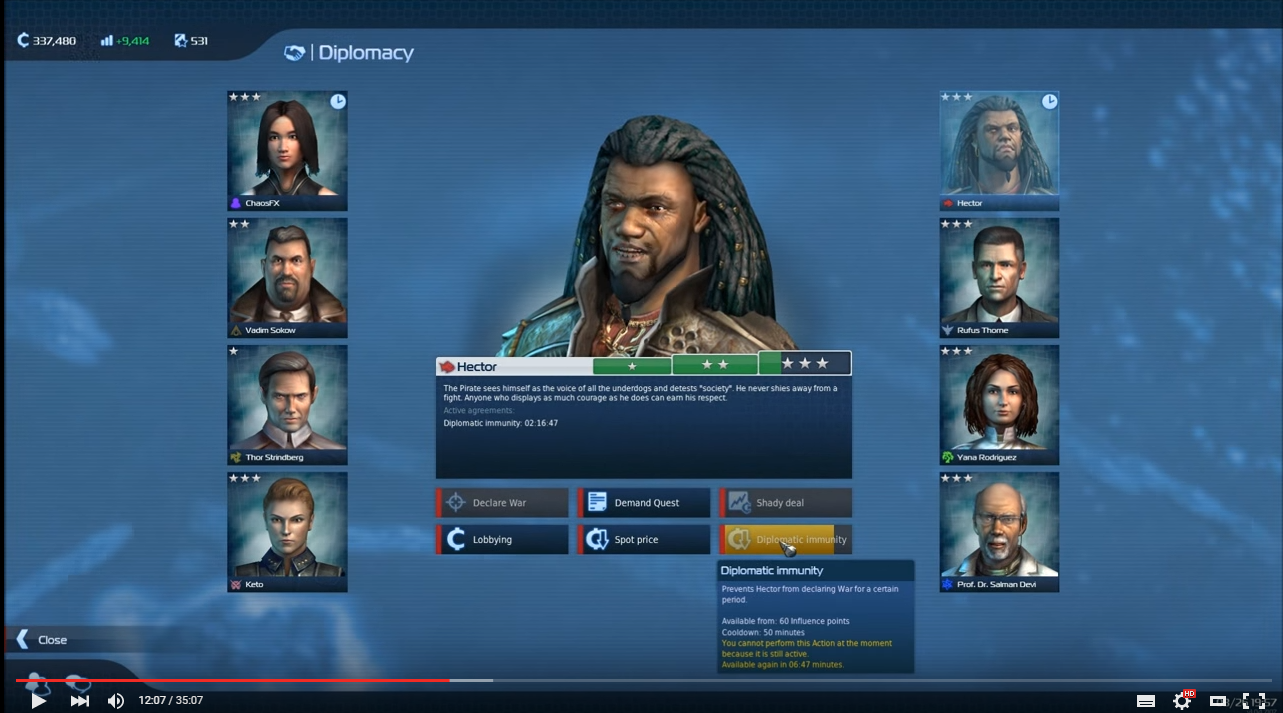 337,480 +9,414 531
Diplomacy
ChaosFX
Hector
Vadim Sokow
Rufus Thorne
Thor Strindberg
Yana Rodriguez
Keto
Prof. Dr. Salman Devi
Hector
The Pirate sees himself as the voice of all the underdogs and detests "society". He never shies away from a
fight. Anyone who displays as much courage as he does can earn his respect.
Active agreements:
Diplomatic immunity: 02:16:47
Declare War
Demand Quest
Shady deal
Lobbying
Spot price
Diplomatic immunity
Diplomatic immunity
Prevents Hector from declaring War for a certain
period.
Available from: 60 Influence points
Cooldown: 50 minutes
You cannot perform this Action at the moment
because it is still active.
Available again in 06:47 minutes.
Close
12:07 / 35:07
HD